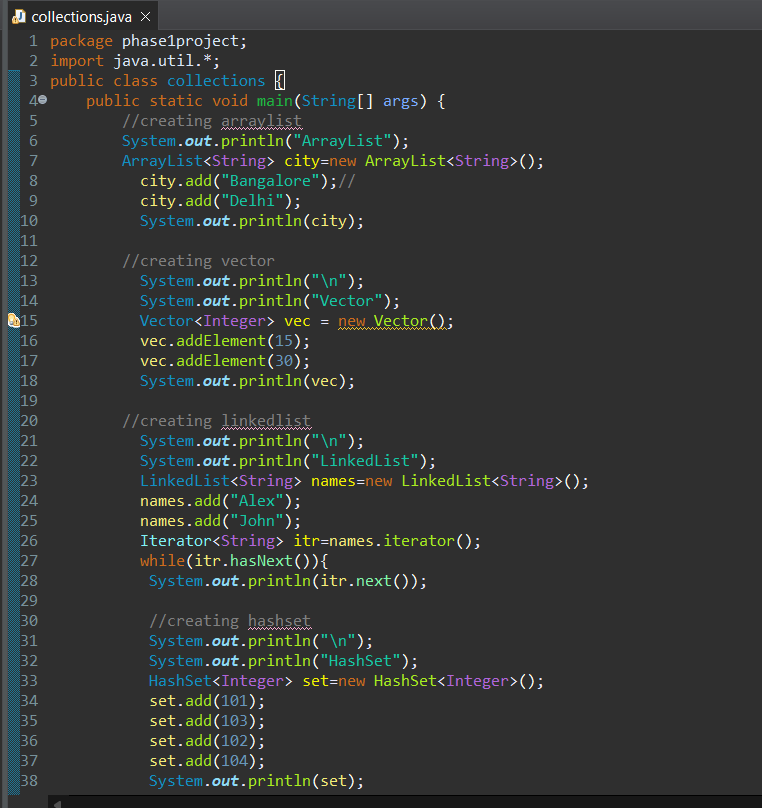 collections.java
1 package phase1project;
2 import java.util.*;
3 public class collections {
4 public static void main(String[] args) {
5 //creating arraylist
6 System.out.println("ArrayList");
7 ArrayList<String> city=new ArrayList<String>();
8 city.add("Bangalore");//
9 city.add("Delhi");
10 System.out.println(city);
11
12 //creating vector
13 System.out.println("\n");
14 System.out.println("Vector");
15 Vector<Integer> vec = new Vector();
16 vec.addElement(15);
17 vec.addElement(30);
18 System.out.println(vec);
19
20 //creating linkedlist
21 System.out.println("\n");
22 System.out.println("LinkedList");
23 LinkedList<String> names=new LinkedList<String>();
24 names.add("Alex");
25 names.add("John");
26 Iterator<String> itr=names.iterator();
27 while(itr.hasNext()){
28 System.out.println(itr.next());
29
30 //creating hashset
31 System.out.println("\n");
32 System.out.println("HashSet");
33 HashSet<Integer> set=new HashSet<Integer>();
34 set.add(101);
35 set.add(103);
36 set.add(102);
37 set.add(104);
38 System.out.println(set);